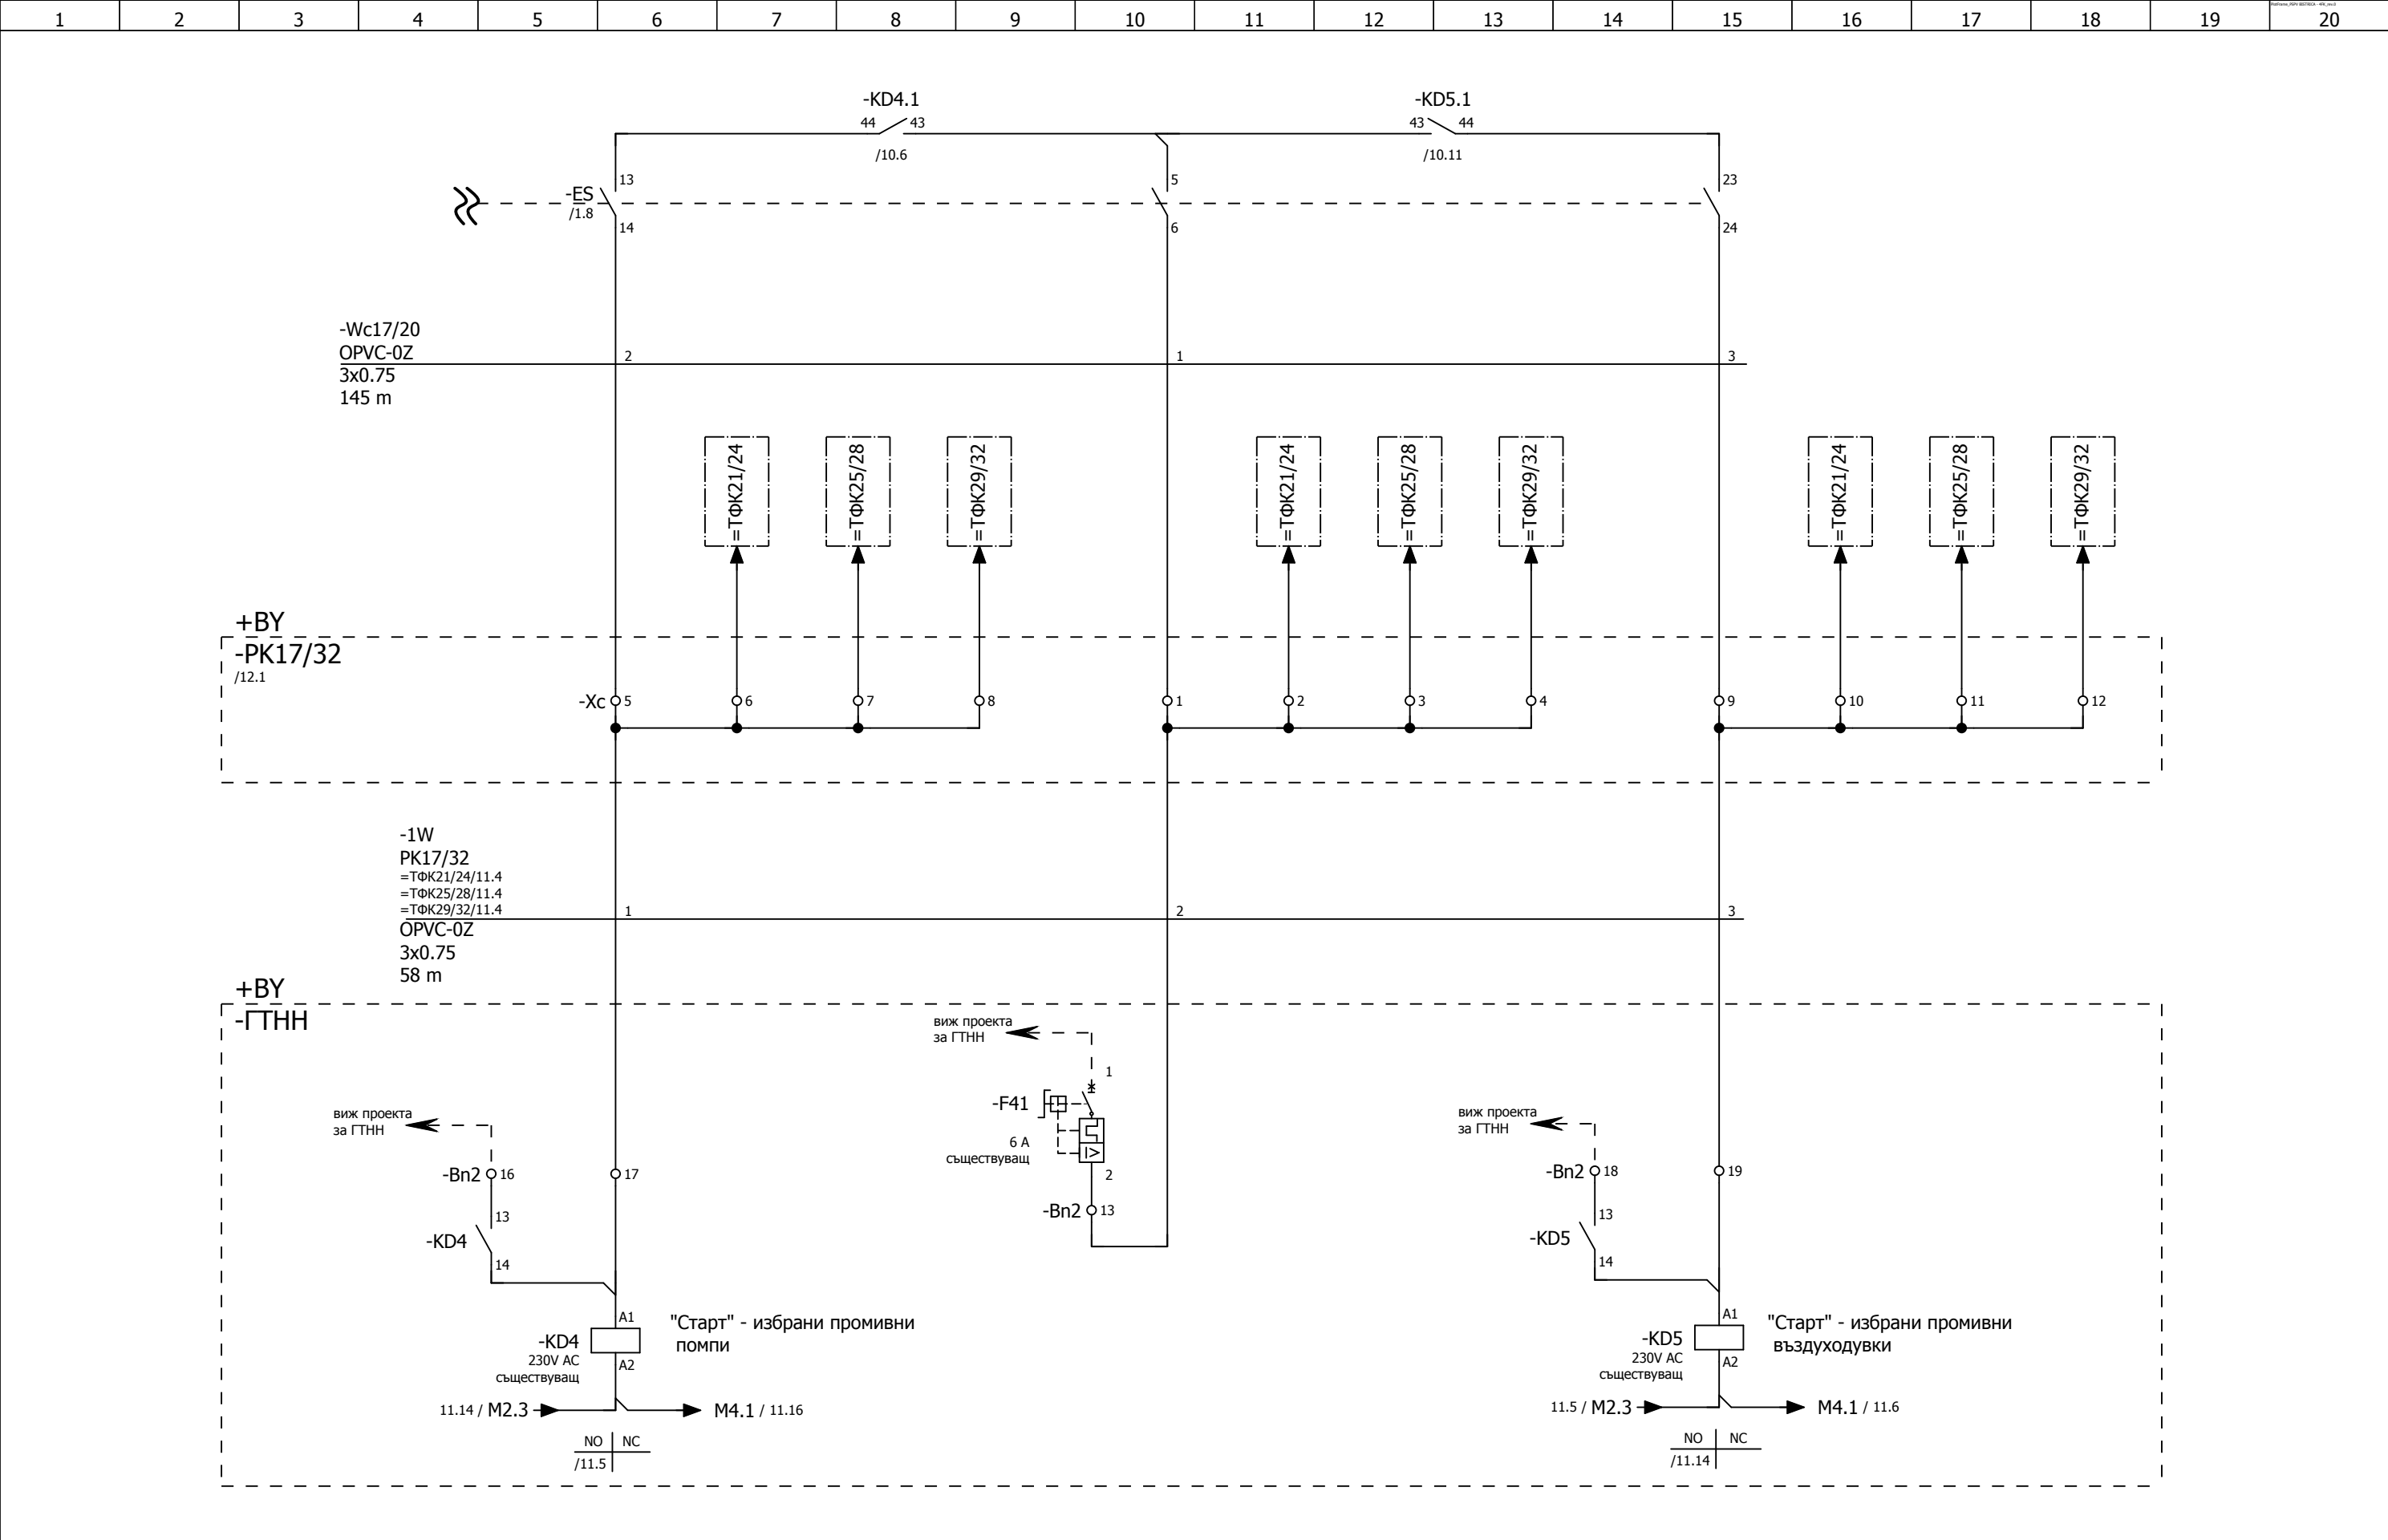 1 2 3 4 5 6 7 8 9 10 11 12 13 14 15 16 17 18 19 20
-KD4.1 -KD5.1
44 43 43 44
/10.6 /10.11
13 5 23
-ES
/1.8
14 6 24
-Wc17/20
OPVC-0Z
3x0.75
145 m
2 1 3
=ТФК21/24 =ТФК25/28 =ТФК29/32 =ТФК21/24 =ТФК25/28 =ТФК29/32 =ТФК21/24 =ТФК25/28 =ТФК29/32
+BY
-PK17/32
/12.1
-Xc 5 6 7 8 1 2 3 4 9 10 11 12
-1W
PK17/32
=ТФК21/24/11.4
=ТФК25/28/11.4
=ТФК29/32/11.4
OPVC-0Z
3x0.75
58 m
1 2 3
+BY
-ГТНН
виж проекта
за ГТНН
-Bn2 16 17
13
-KD4
14
A1
-KD4
230V AC
съществуващ
A2
"Старт" - избрани промивни
помпи
11.14 / M2.3 M4.1 / 11.16
NO NC
/11.5
виж проекта
за ГТНН
1
-F41
6 A
съществуващ
I>
2
-Bn2 13
виж проекта
за ГТНН
-Bn2 18 19
13
-KD5
14
A1
-KD5
230V AC
съществуващ
A2
"Старт" - избрани промивни
въздуходувки
11.5 / M2.3 M4.1 / 11.6
NO NC
/11.14